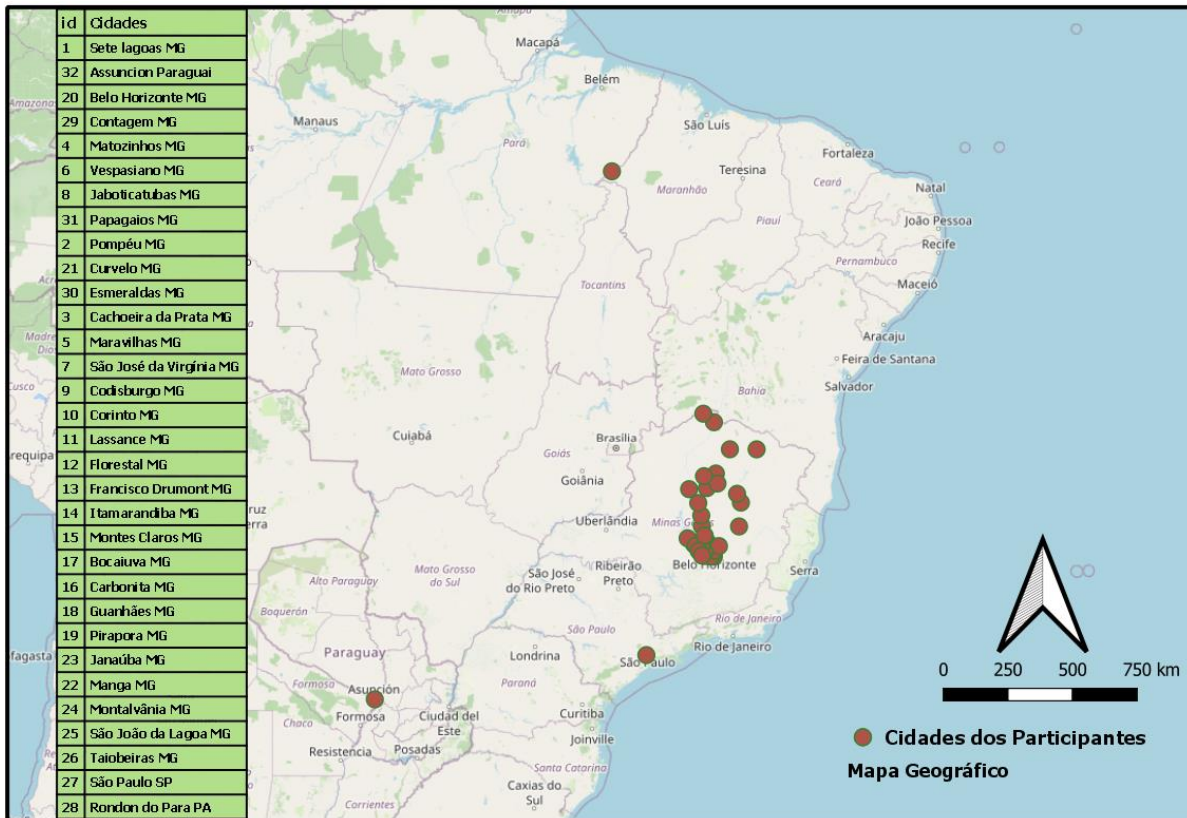 id Cidades
1 Sete lagoas MG
32 Assuncion Paraguai
20 Belo Horizonte MG
29 Contagem MG
4 Matozinhos MG
6 Vespasiano MG
8 Jaboticatubas MG
31 Papagaios MG
2 Pompéu MG
21 Curvelo MG
30 Esmeraldas MG
3 Cachoeira da Prata MG
5 Maravilhas MG
7 São José da Virgínia MG
9 Codisburgo MG
10 Corinto MG
11 Lassance MG
12 Florestal MG
13 Francisco Drumont MG
14 Itamarandiba MG
15 Montes Claros MG
17 Bocaiuva MG
16 Carbonita MG
18 Guanhães MG
19 Pirapora MG
23 Janaúba MG
22 Manga MG
24 Montalvânia MG
25 São João da Lagoa MG
26 Taiobeiras MG
27 São Paulo SP
28 Rondon do Para PA
Amazonas
Macapá
Belém
Manaus
São Luís
Pará
Fortaleza
Teresina
Maranhão
Ceará
Natal
João Pessoa
Piauí
Recife
Pernambuco
Maceió
Tocantins
Aracaju
Feira de Santana
Mato Grosso
Bahia
Salvador
Cusco
Cuiabá
Brasília
Goiás
Goiânia
Uberlândia
Minas Gerais
Belo Horizonte
Serra
Alto Paraguay
Mato Grosso
do Sul
São José
do Rio Preto
Ribeirão
Preto
Boquerón
São Paulo
Rio de Janeiro
Rio de Janeiro
Londrina
São Paulo
Paraguay
Paraná
Formosa
Asunción
Formosa
Ciudad del
Este
Curitiba
Joinville
Chaco
Resistencia
Posadas
Santa Catarina
Caxias do
Sul
Corrientes
0 250 500 750 km
Cidades dos Participantes
Mapa Geográfico